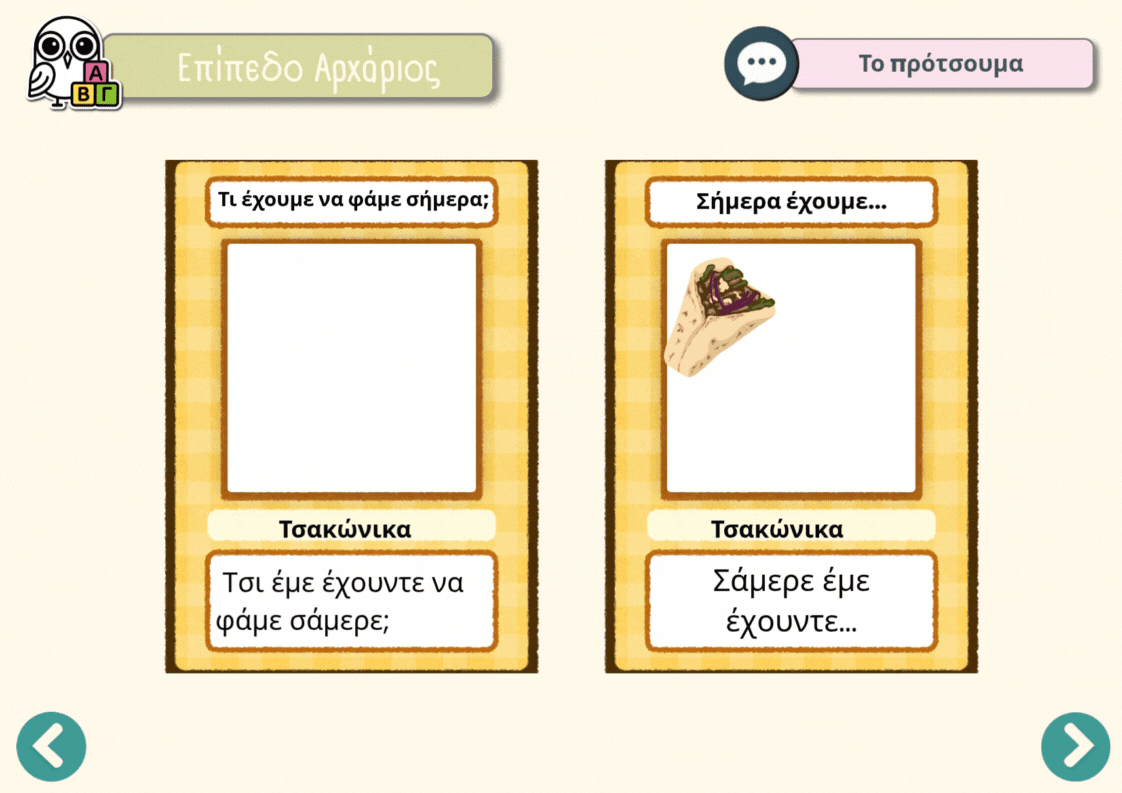 Επίπεδο Αρχάριος
Το πρότσουμα
Α
Β Γ
Τι έχουμε να φάμε σήμερα;
Τσακώνικα
Τσι έμε έχουντε να
φάμε σάμερε;
Σήμερα έχουμε...
Τσακώνικα
Σάμερε έμε
έχουντε...